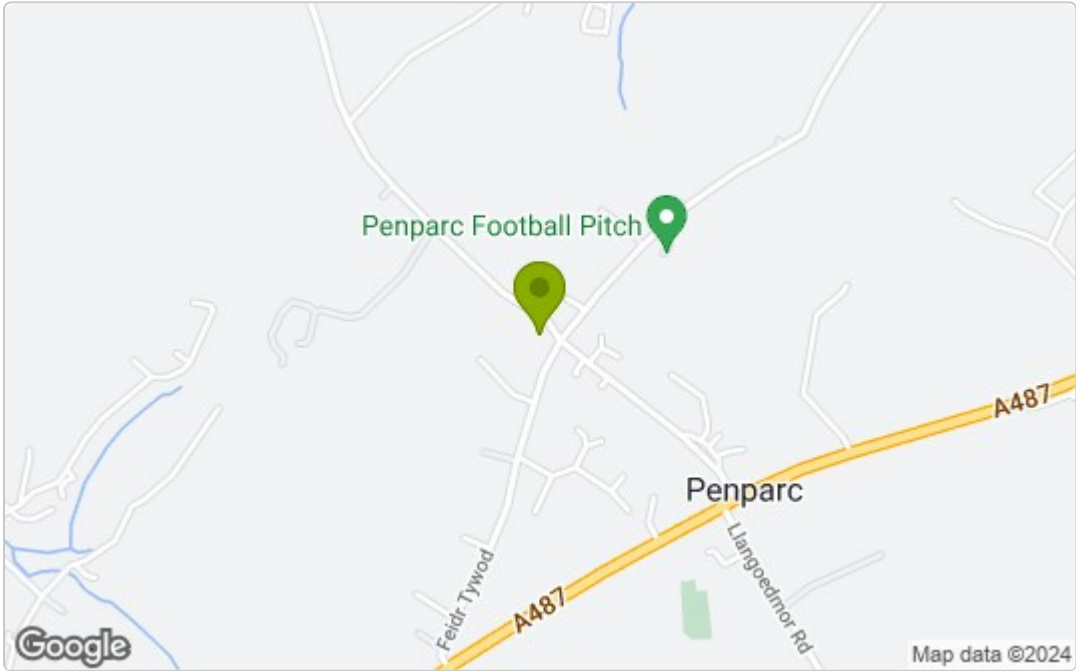 Penparc Football Pitch
A487
Penparc
Llangoedmor Rd
Feidr Tywod
A487
Google
Map data ©2024